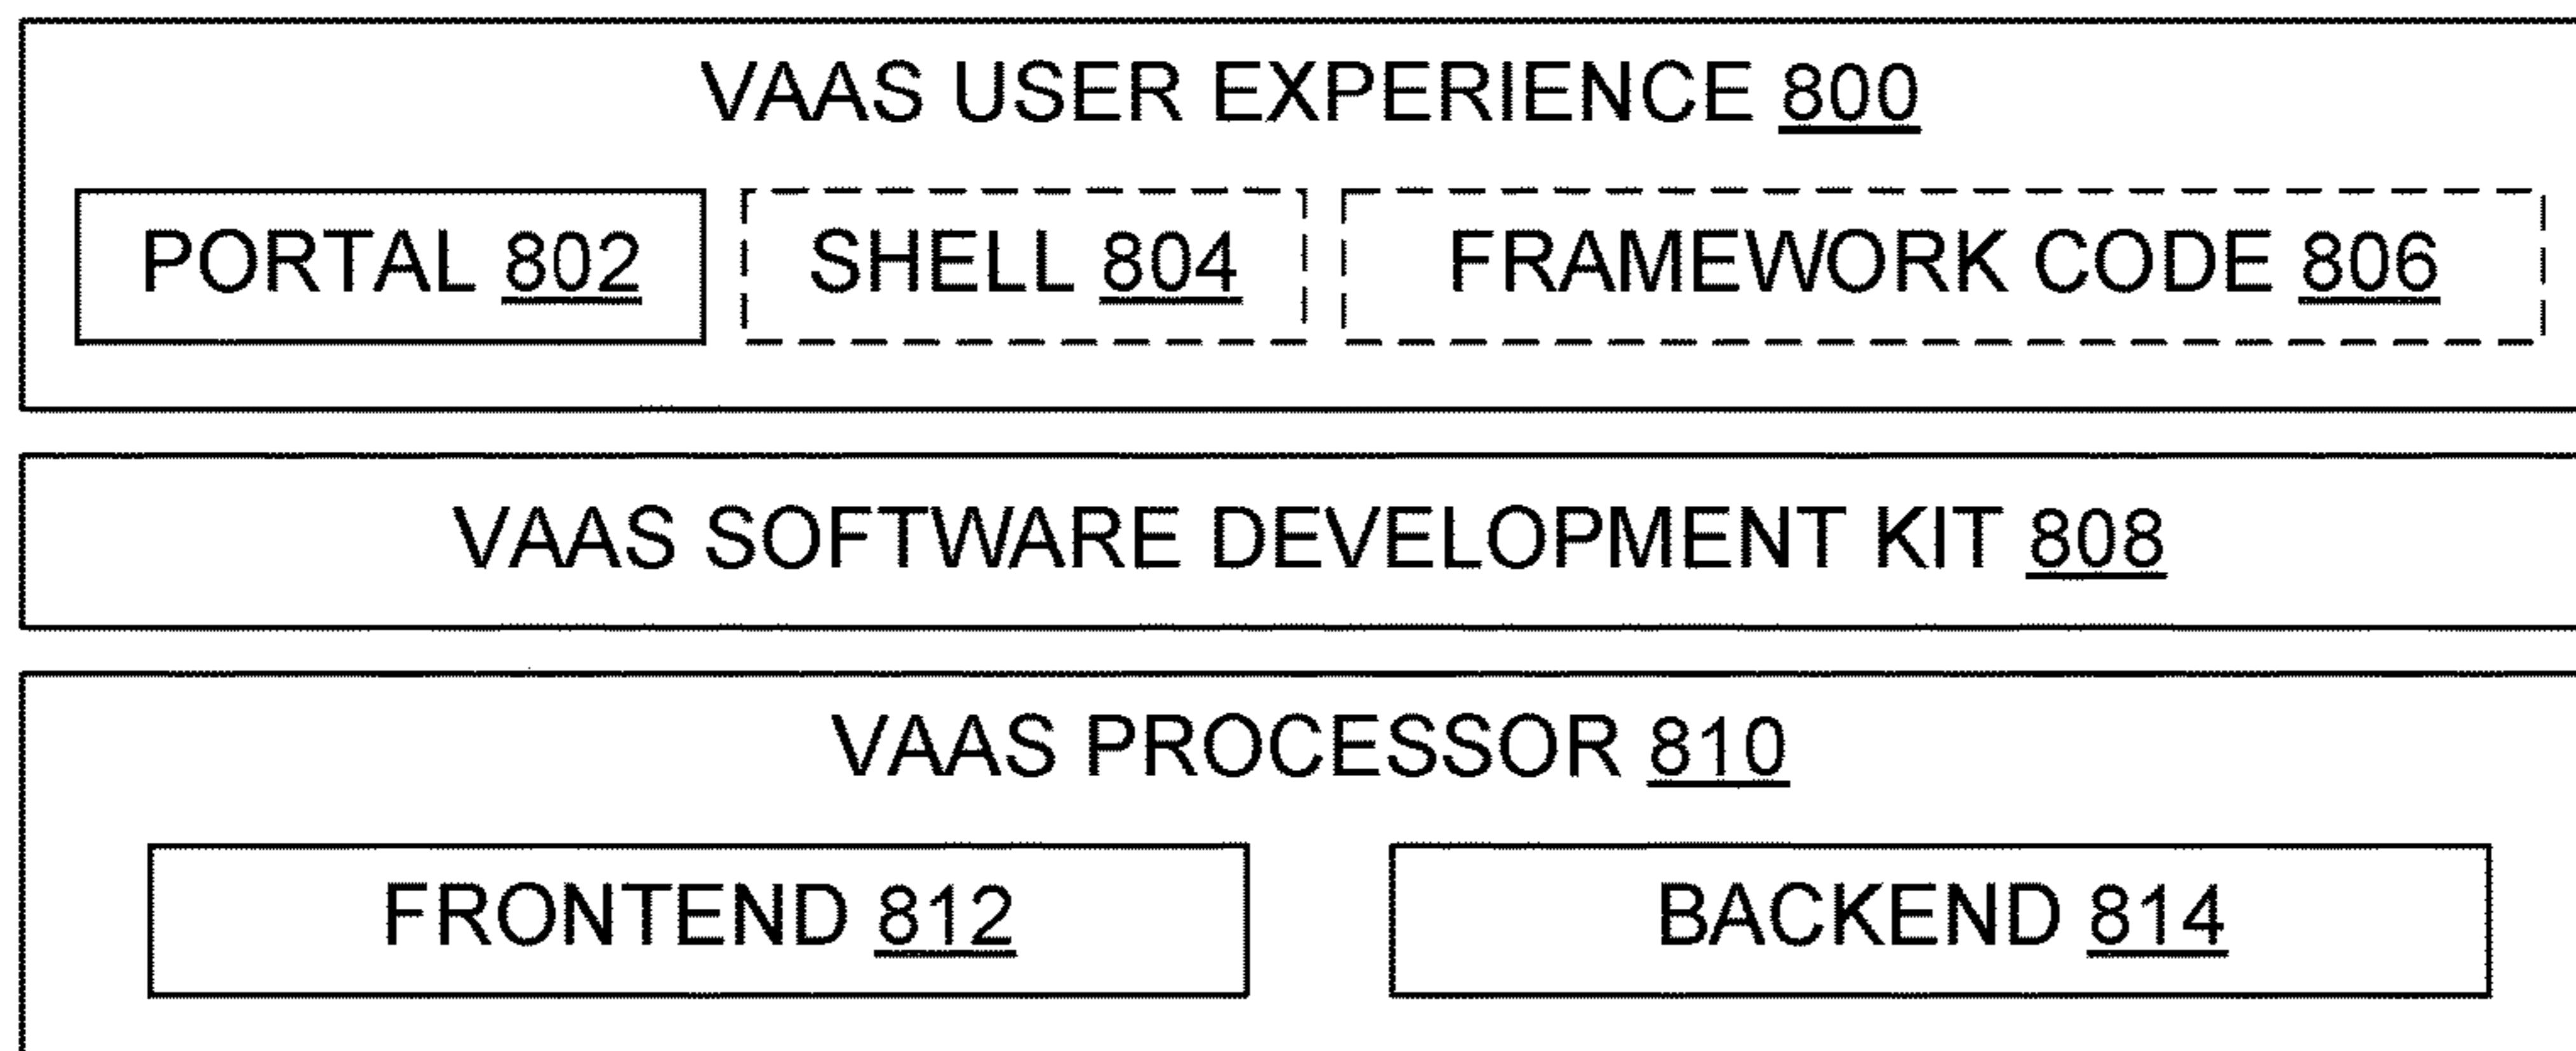 VAAS USER EXPERIENCE 800
PORTAL 802 SHELL 804 FRAMEWORK CODE 806
VAAS SOFTWARE DEVELOPMENT KIT 808
VAAS PROCESSOR 810
FRONTEND 812 BACKEND 814